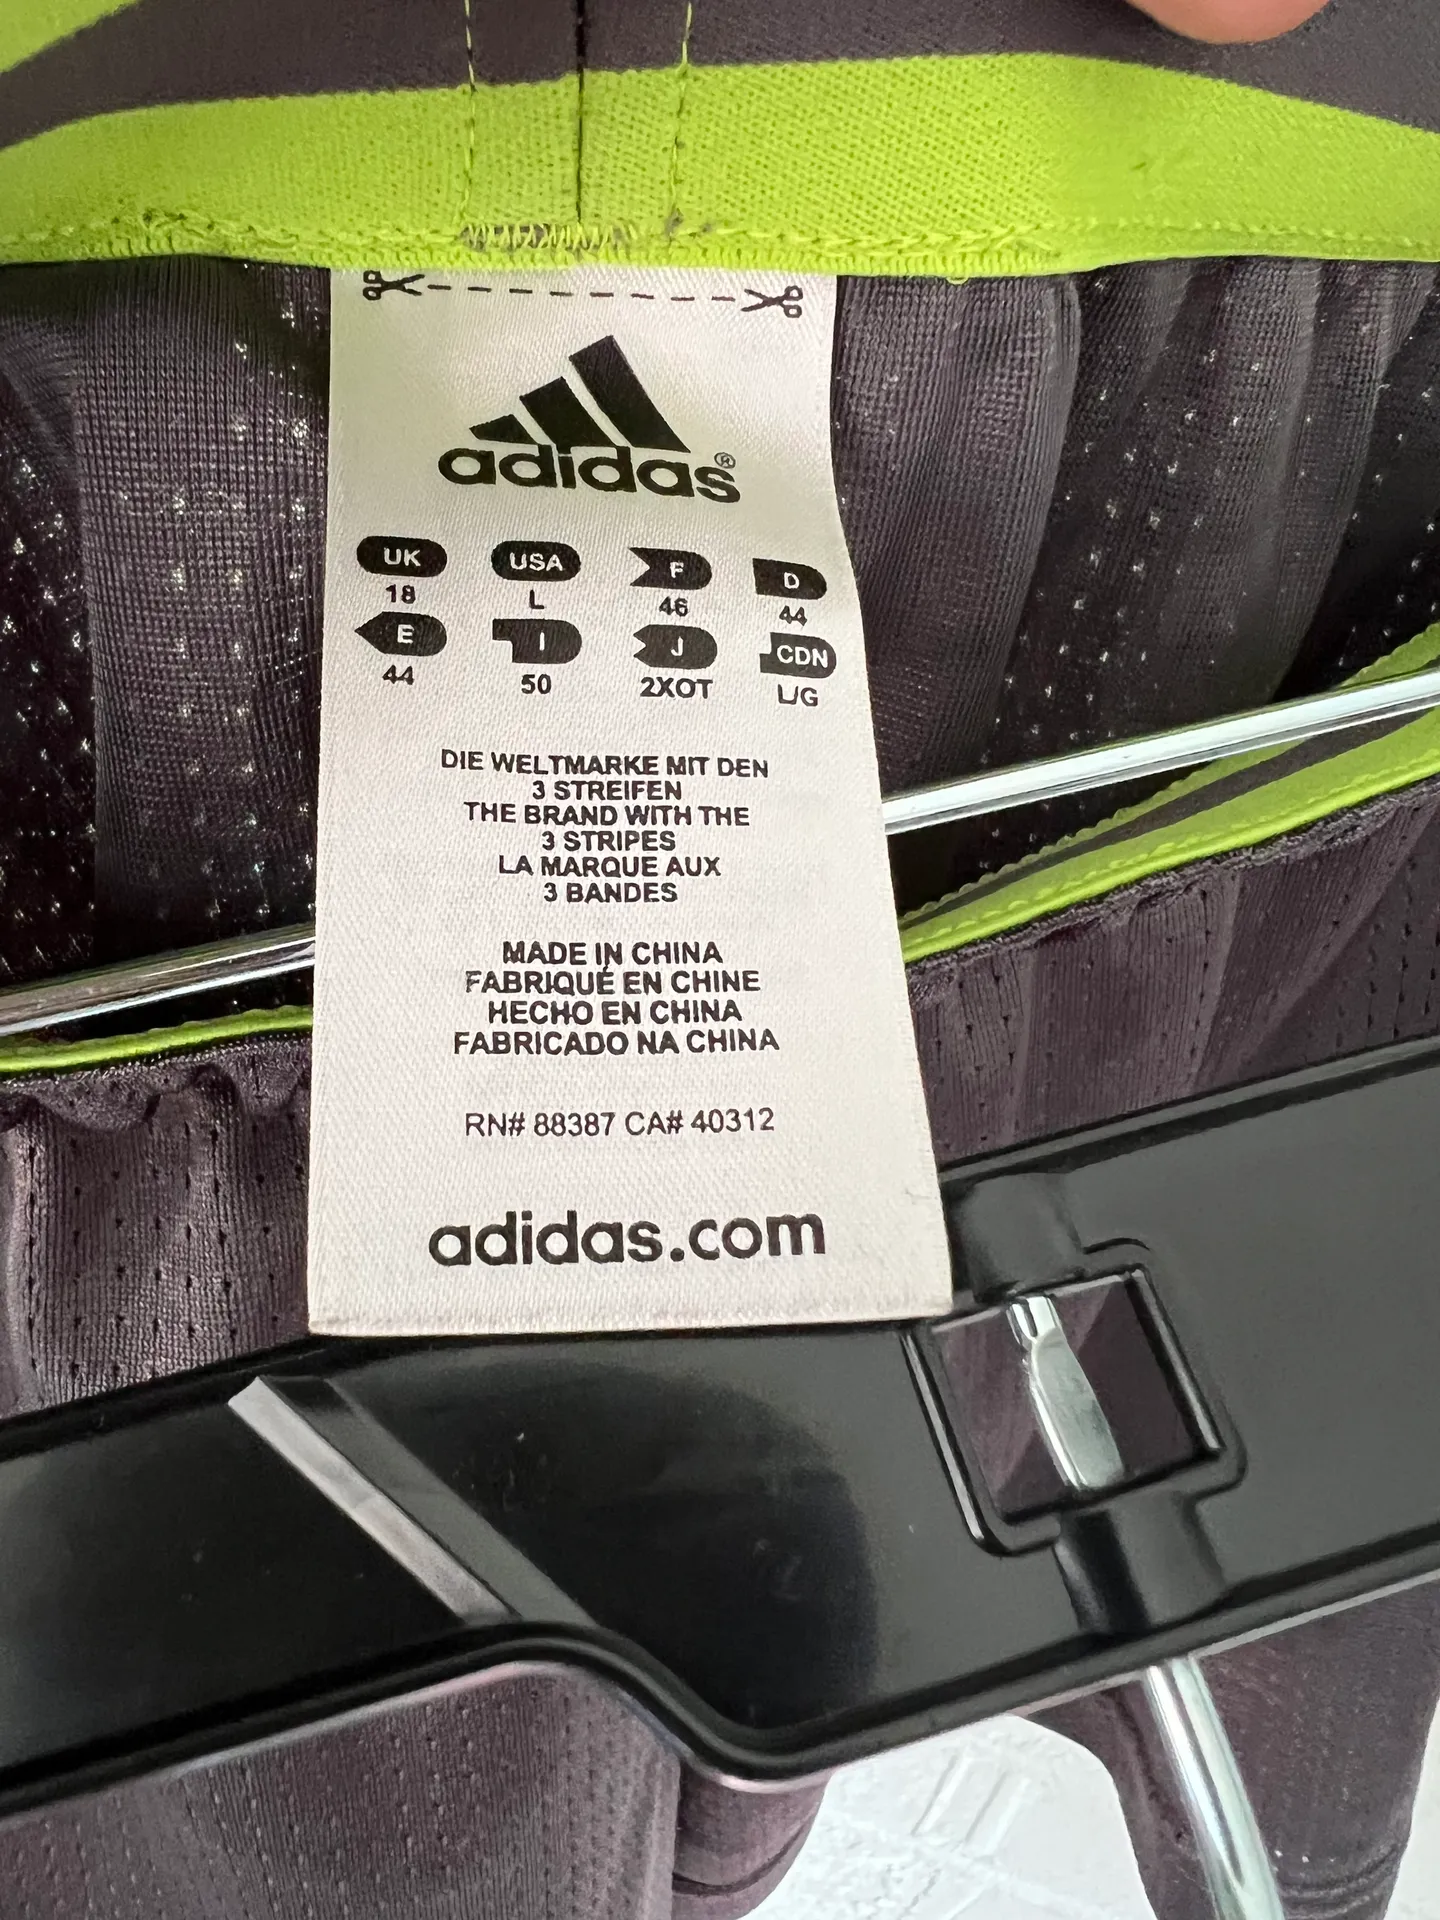 adidas®
UK USA F D
18 L 46 44
E I J CDN
44 50 2XOT L/G
DIE WELTMARKE MIT DEN
3 STREIFEN
THE BRAND WITH THE
3 STRIPES
LA MARQUE AUX
3 BANDES
MADE IN CHINA
FABRIQUÉ EN CHINE
HECHO EN CHINA
FABRICADO NA CHINA
RN# 88387 CA# 40312
adidas.com